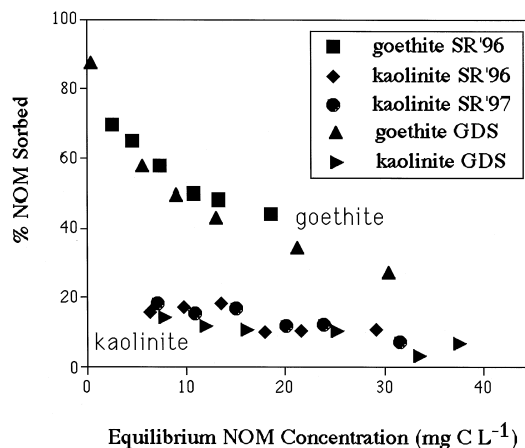 100
80
60
40
20
0
% NOM Sorbed
goethite SR'96
kaolinite SR'96
kaolinite SR'97
goethite GDS
kaolinite GDS
goethite
kaolinite
0 10 20 30 40
Equilibrium NOM Concentration (mg C L⁻¹)